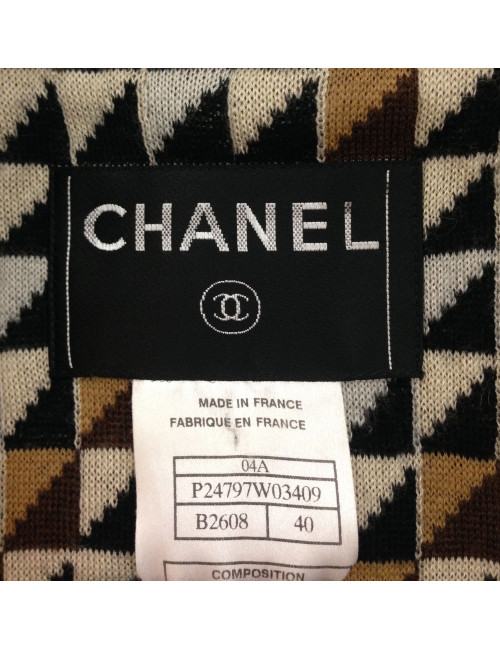 CHANEL
MADE IN FRANCE
FABRIQUE EN FRANCE
04A
P24797W03409
B2608 40
COMPOSITION